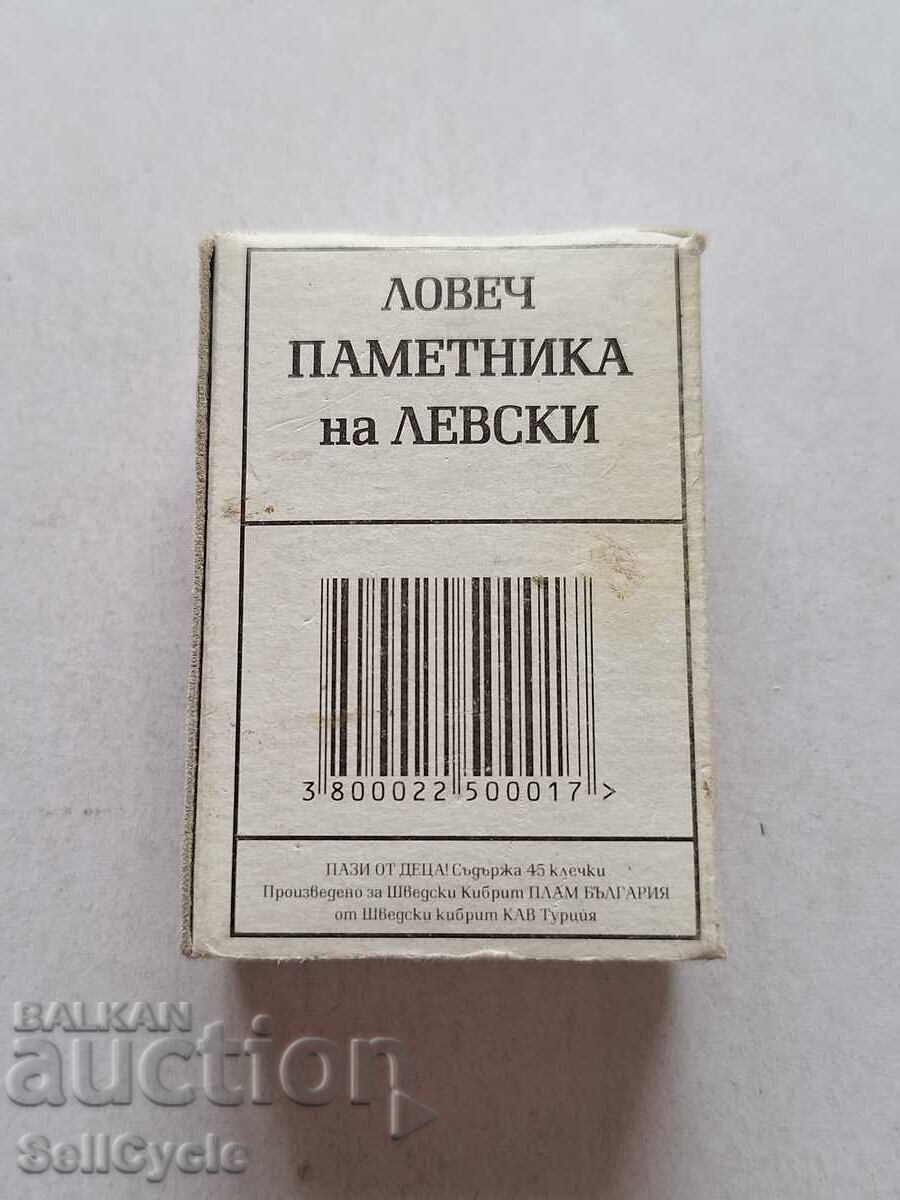 ЛОВЕЧ
ПАМЕТНИКА
на ЛЕВСКИ
3 800022 500017 >
ПАЗИ ОТ ДЕЦА! Съдържа 45 клечки
Произведено за Шведски Кибрит ПЛАМ БЪЛГАРИЯ
от Шведски кибрит КАВ Турция
BALKAN
auction
SellCycle